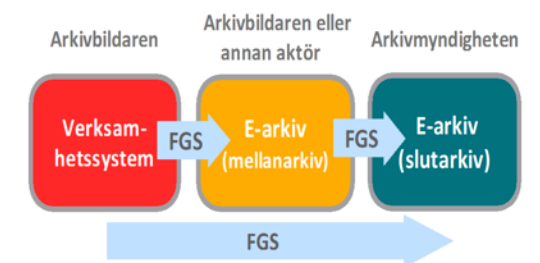 Arkivbildaren
Arkivbildaren eller
annan aktör
Arkivmyndigheten
Verksam-
hetssystem
FGS
E-arkiv
(mellanarkiv)
FGS
E-arkiv
(slutarkiv)
FGS